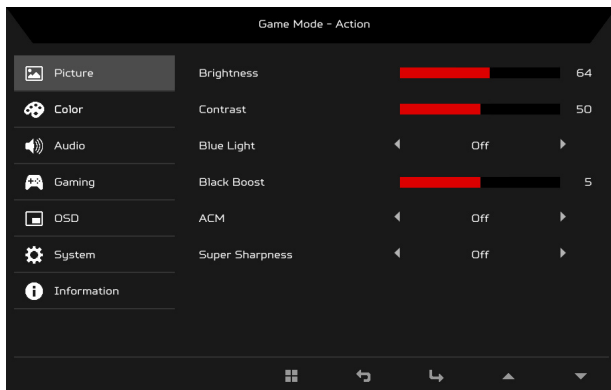 Game Mode - Action
Picture
Color
Audio
Gaming
OSD
System
Information
Brightness 64
Contrast 50
Blue Light Off
Black Boost 5
ACM Off
Super Sharpness Off